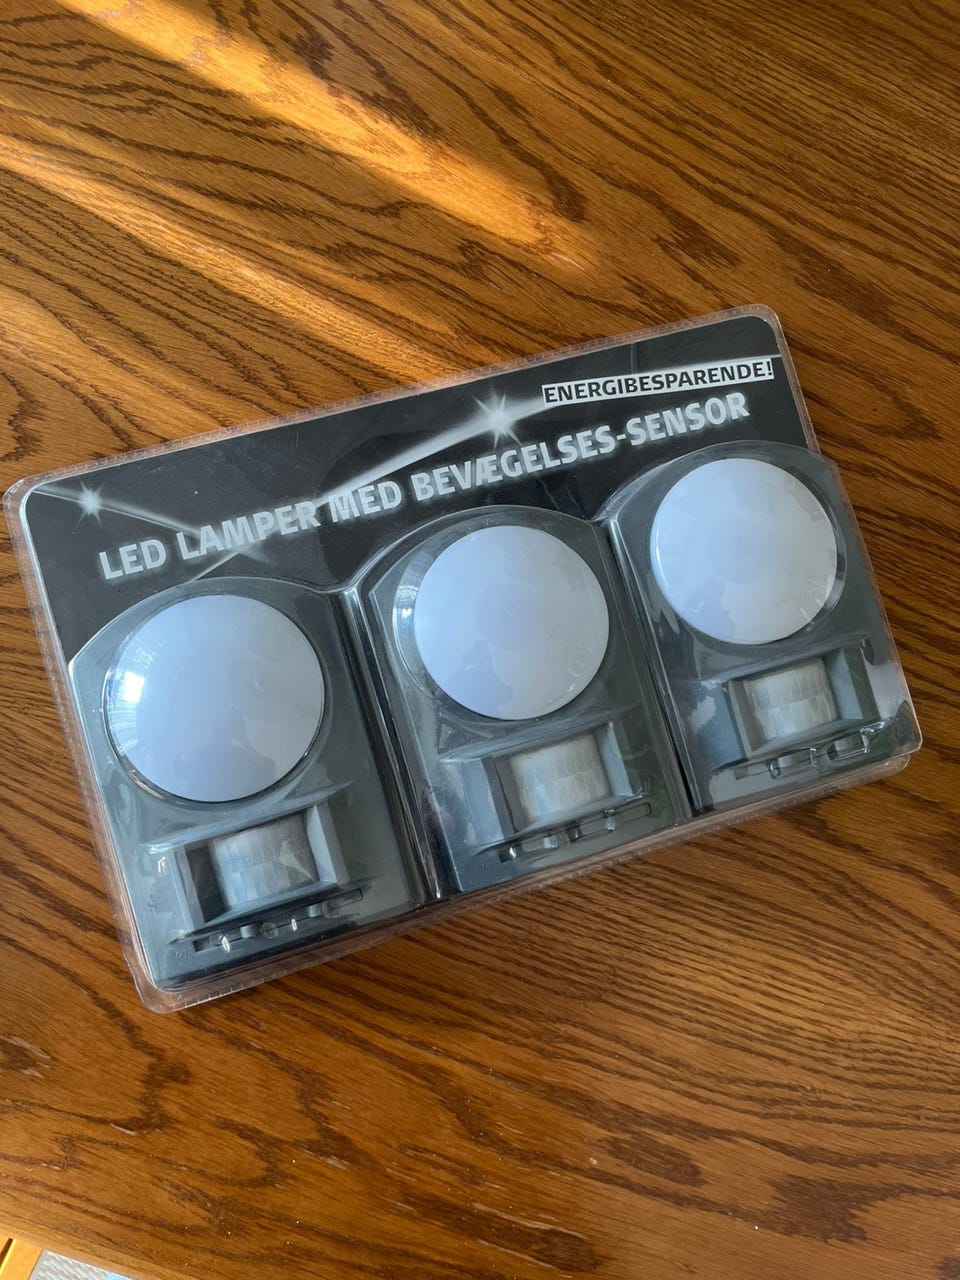 ENERGIBESPARENDE!
LED LAMPER MED BEVÆGELSES-SENSOR